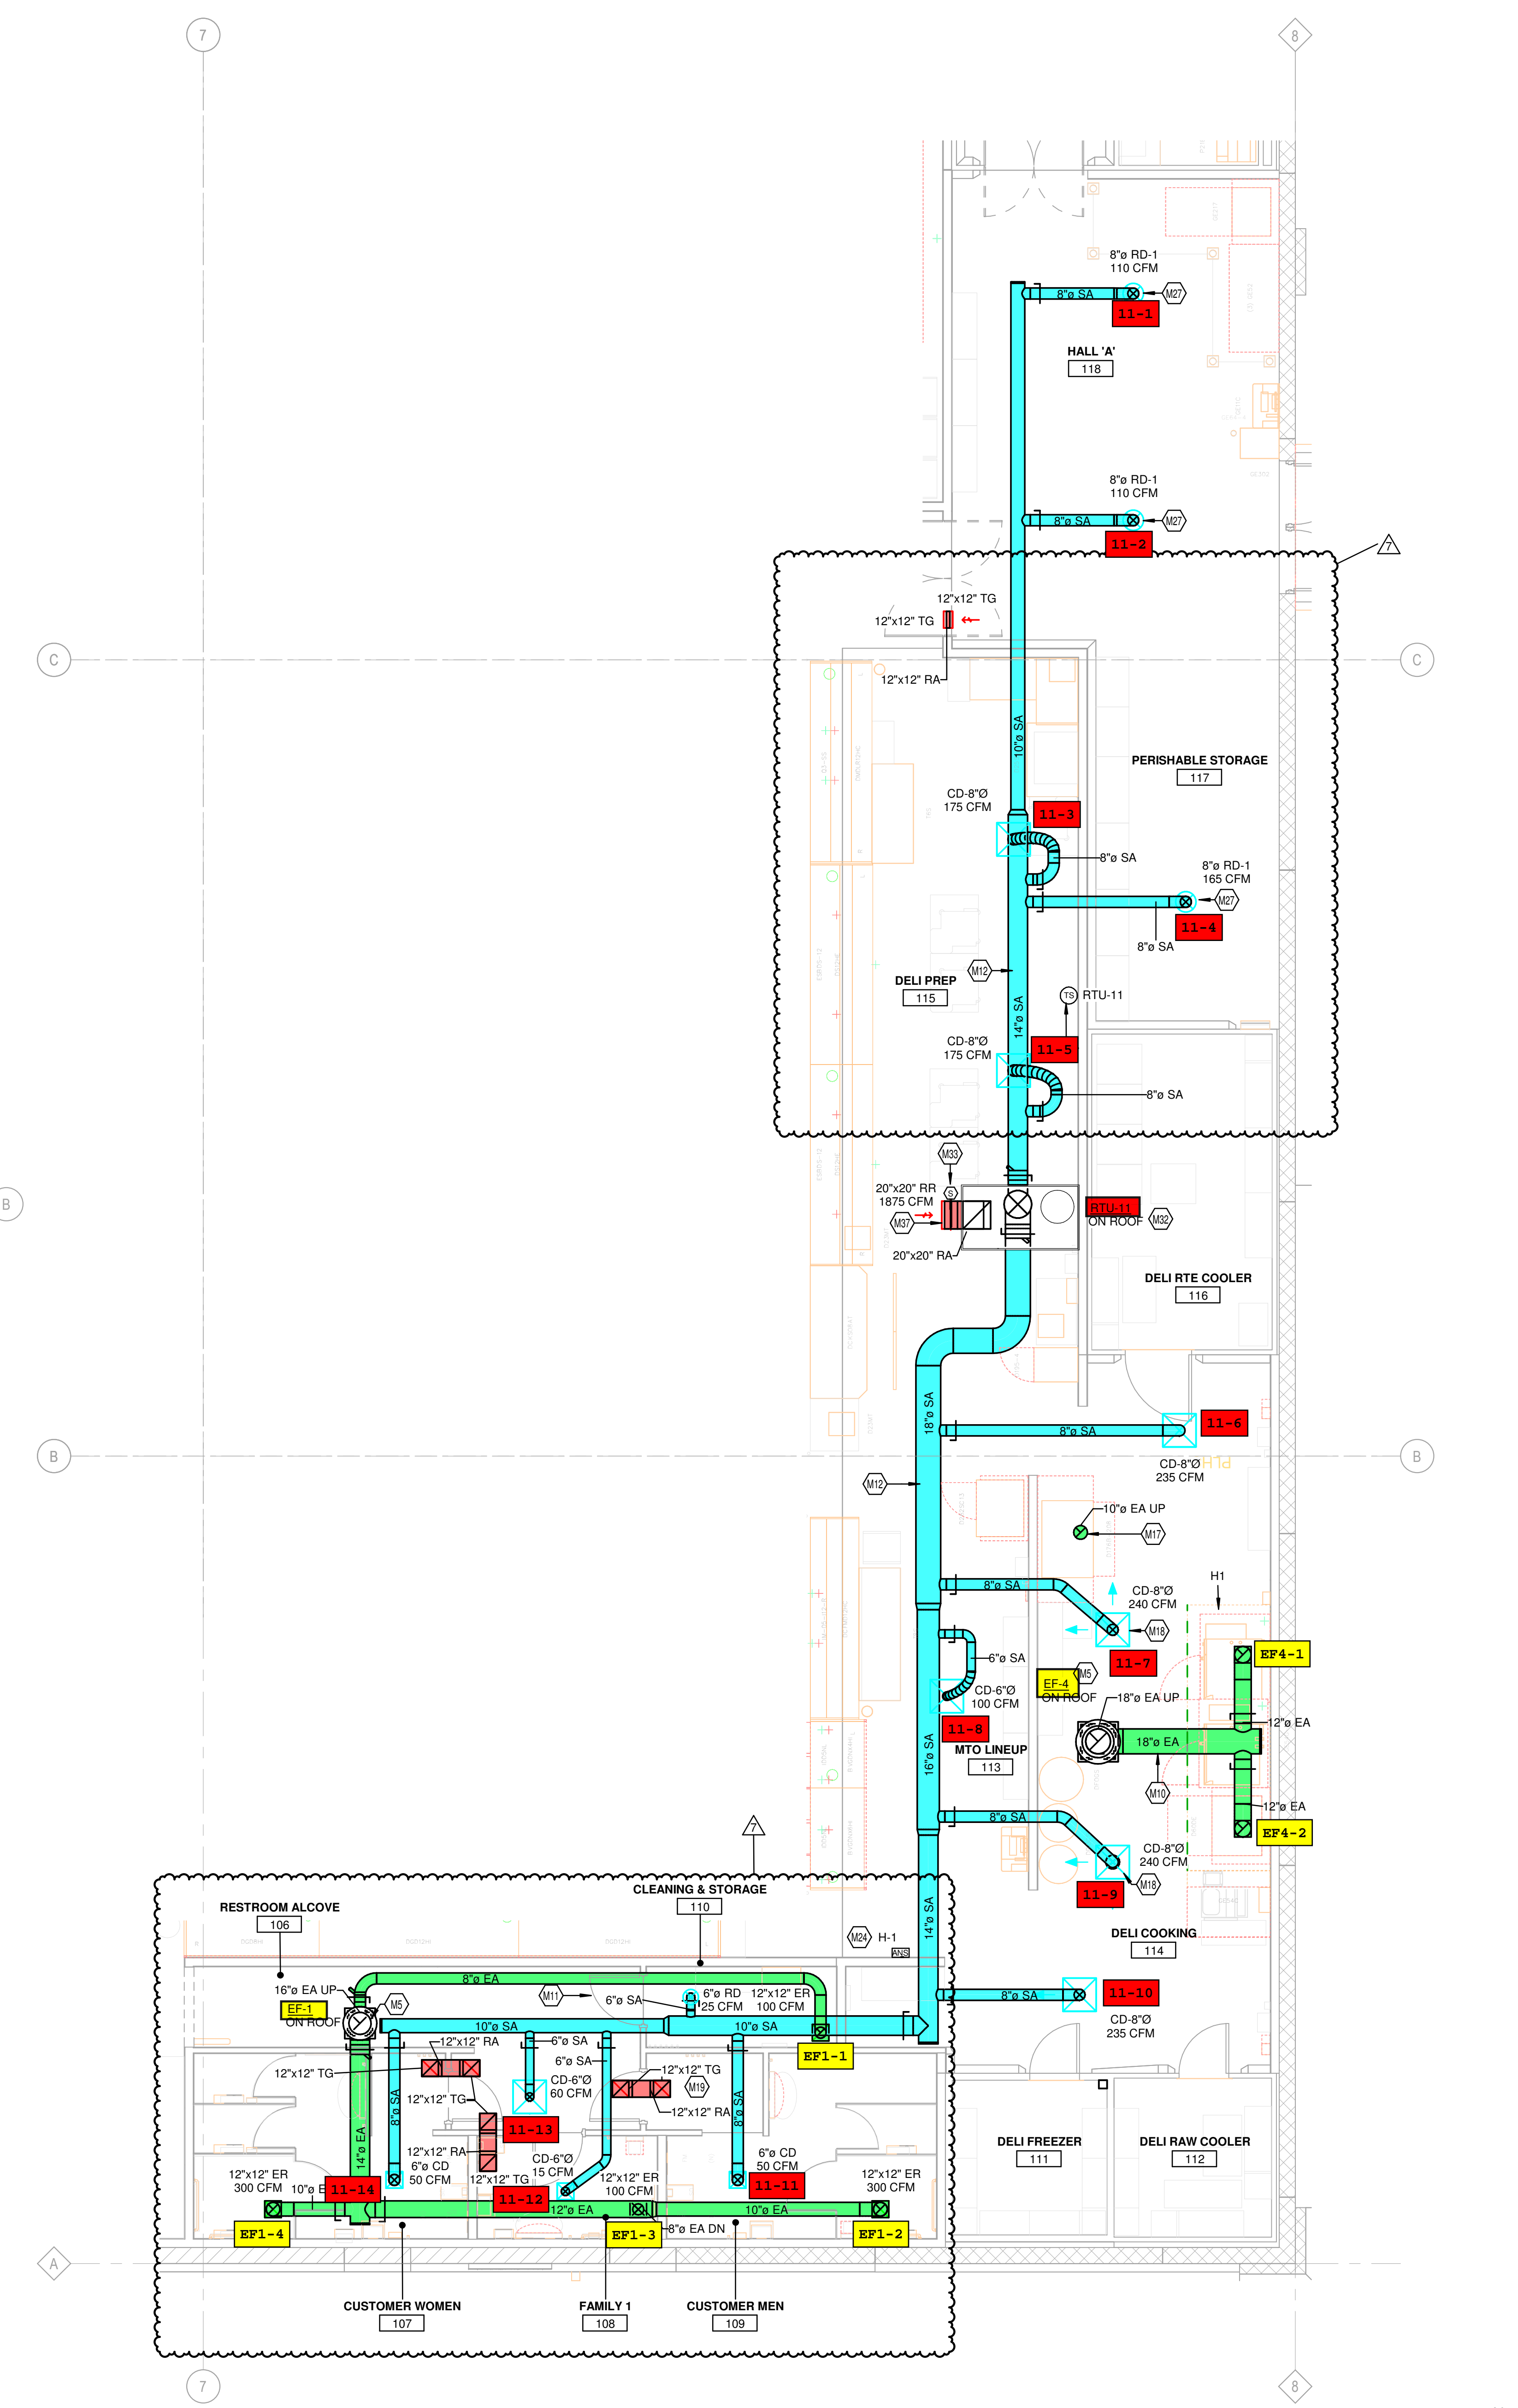 7
8
8"ø RD-1
110 CFM
8"ø SA
M27
11-1
HALL 'A'
118
8"ø RD-1
110 CFM
8"ø SA
M27
11-2
7
12"x12" TG
12"x12" TG
C
C
12"x12" RA
10"ø SA
PERISHABLE STORAGE
117
CD-8"Ø
175 CFM
11-3
8"ø SA
8"ø RD-1
165 CFM
M27
11-4
8"ø SA
M12
DELI PREP
115
14"ø SA
TS
RTU-11
CD-8"Ø
175 CFM
11-5
8"ø SA
M33
S
20"x20" RR
1875 CFM
M37
20"x20" RA
RTU-11
ON ROOF
M32
B
DELI RTE COOLER
116
18"ø SA
8"ø SA
11-6
CD-8"Ø
235 CFM
B
B
M12
10"ø EA UP
M17
8"ø SA
CD-8"Ø
240 CFM
H1
M18
11-7
EF4-1
6"ø SA
CD-6"Ø
100 CFM
11-8
EF-4
M5
ON ROOF
18"ø EA UP
12"ø EA
18"ø EA
16"ø SA
MTO LINEUP
113
M10
12"ø EA
EF4-2
8"ø SA
CD-8"Ø
240 CFM
M18
11-9
7
CLEANING & STORAGE
110
RESTROOM ALCOVE
106
14"ø SA
M24
H-1
ANS
DELI COOKING
114
8"ø EA
16"ø EA UP
EF-1
ON ROOF
M5
M11
6"ø SA
6"ø RD
25 CFM
12"x12" ER
100 CFM
8"ø SA
11-10
CD-8"Ø
235 CFM
10"ø SA
10"ø SA
EF1-1
12"x12" RA
12"x12" TG
6"ø SA
6"ø SA
12"x12" TG
M19
12"x12" RA
CD-6"Ø
60 CFM
12"x12" TG
11-13
8"ø SA
8"ø SA
14"ø EA
12"x12" RA
6"ø CD
50 CFM
12"x12" TG
CD-6"Ø
15 CFM
6"ø CD
50 CFM
12"x12" ER
300 CFM
12"x12" ER
100 CFM
12"x12" ER
300 CFM
11-14
11-12
11-11
10"ø E
12"ø EA
10"ø EA
EF1-4
EF1-3
8"ø EA DN
EF1-2
DELI FREEZER
111
DELI RAW COOLER
112
A
CUSTOMER WOMEN
107
FAMILY 1
108
CUSTOMER MEN
109
7
8